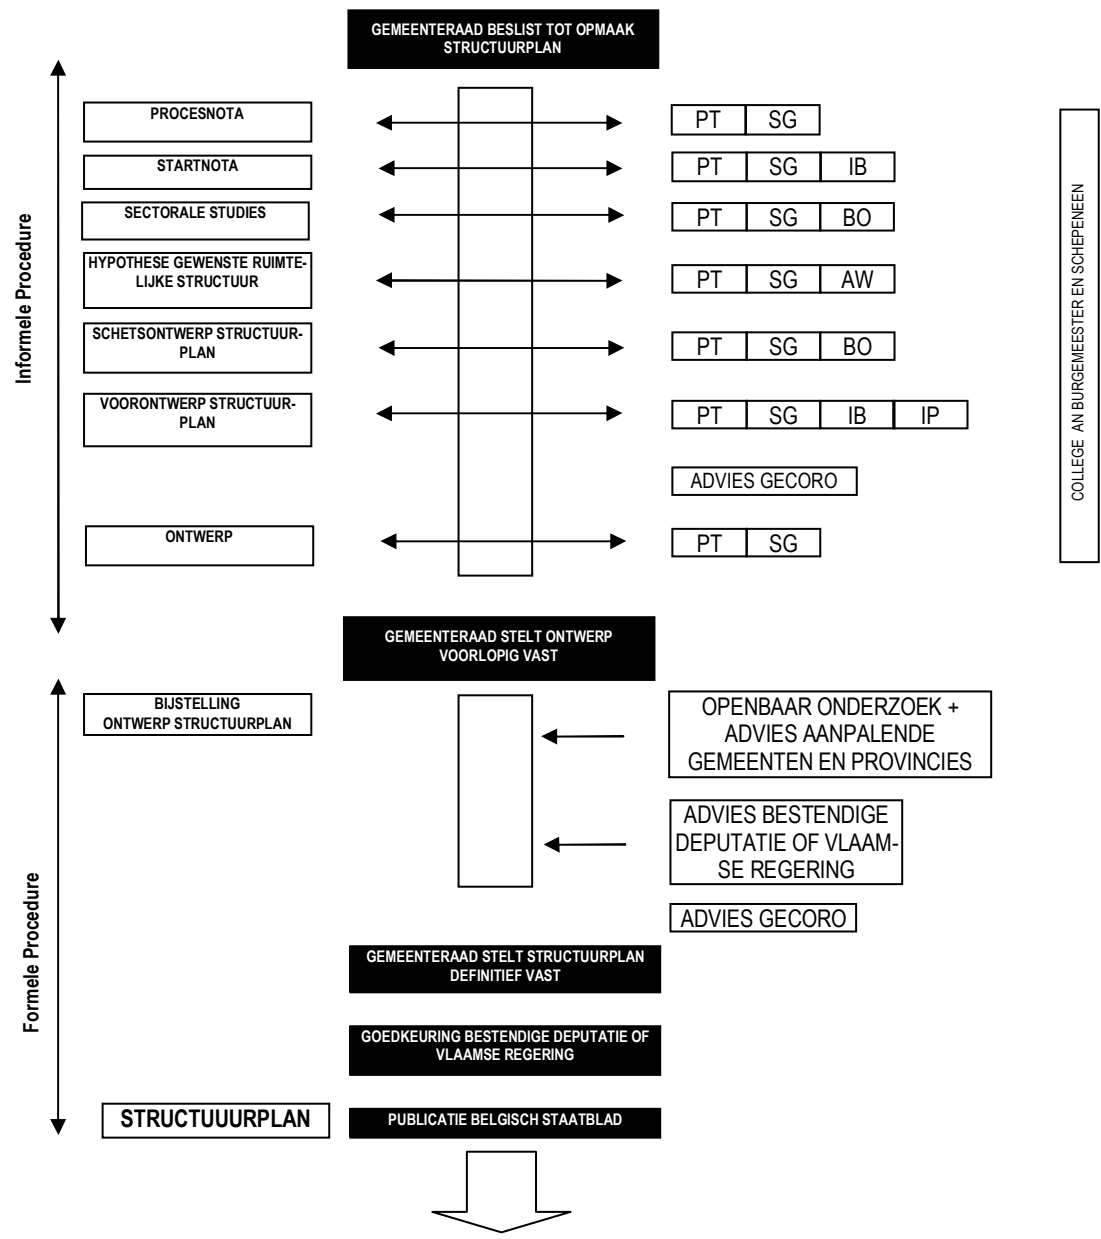 GEMEENTERAAD BESLIST TOT OPMAAK
STRUCTUURPLAN
Informele Procedure
PROCESNOTA
PT SG
STARTNOTA
PT SG IB
SECTORALE STUDIES
PT SG BO
HYPOTHESE GEWENSTE RUIMTE-
LIJKE STRUCTUUR
PT SG AW
SCHETSONTWERP STRUCTUUR-
PLAN
PT SG BO
VOORONTWERP STRUCTUUR-
PLAN
PT SG IB IP
ADVIES GECORO
ONTWERP
PT SG
COLLEGE AN BURGEMEESTER EN SCHEPENEEN
GEMEENTERAAD STELT ONTWERP
VOORLOPIG VAST
Formele Procedure
BIJSTELLING
ONTWERP STRUCTUURPLAN
OPENBAAR ONDERZOEK +
ADVIES AANPALENDE
GEMEENTEN EN PROVINCIES
ADVIES BESTENDIGE
DEPUTATIE OF VLAAM-
SE REGERING
ADVIES GECORO
GEMEENTERAAD STELT STRUCTUURPLAN
DEFINITIEF VAST
GOEDKEURING BESTENDIGE DEPUTATIE OF
VLAAMSE REGERING
STRUCTUUURPLAN
PUBLICATIE BELGISCH STAATBLAD